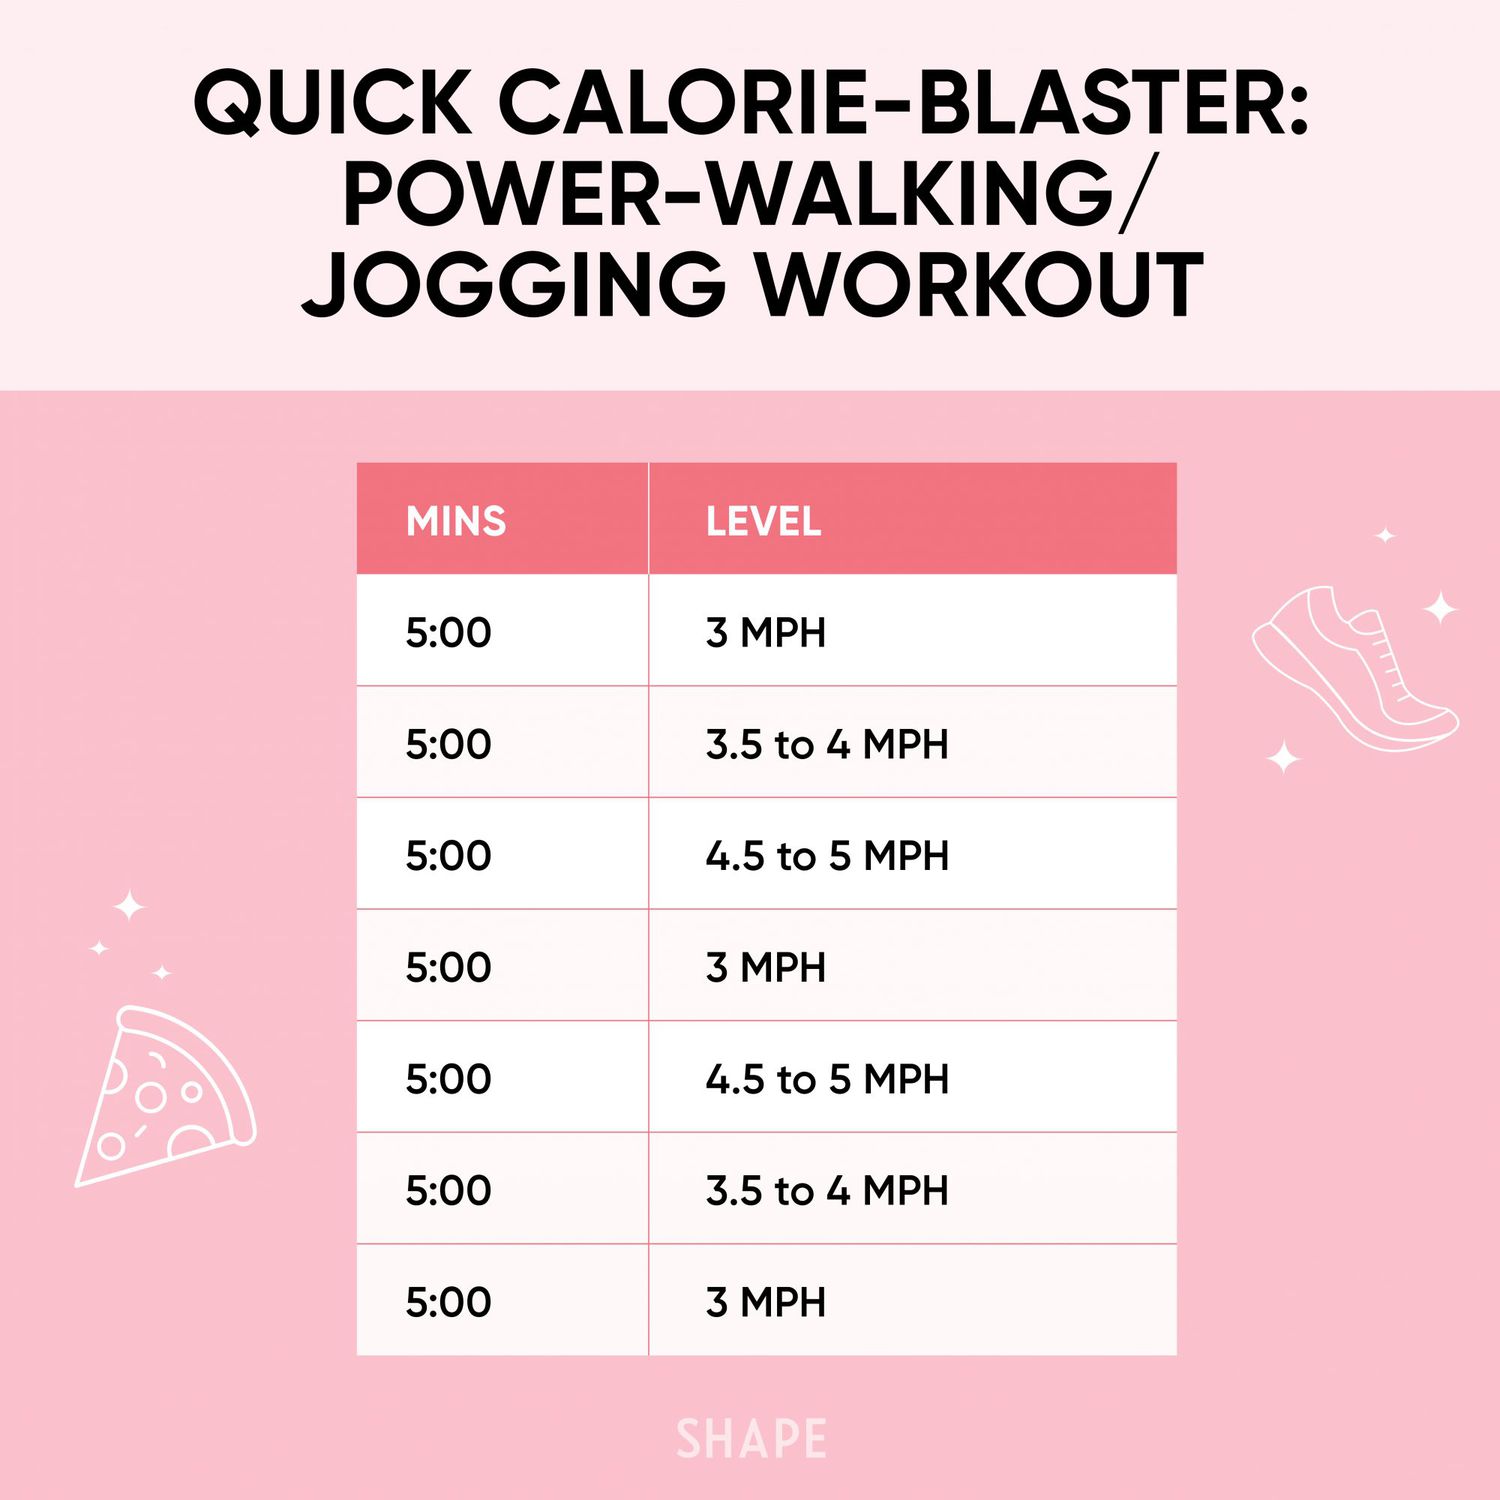 QUICK CALORIE-BLASTER:
POWER-WALKING/
JOGGING WORKOUT
MINS LEVEL
5:00 3 MPH
5:00 3.5 to 4 MPH
5:00 4.5 to 5 MPH
5:00 3 MPH
5:00 4.5 to 5 MPH
5:00 3.5 to 4 MPH
5:00 3 MPH
SHAPE